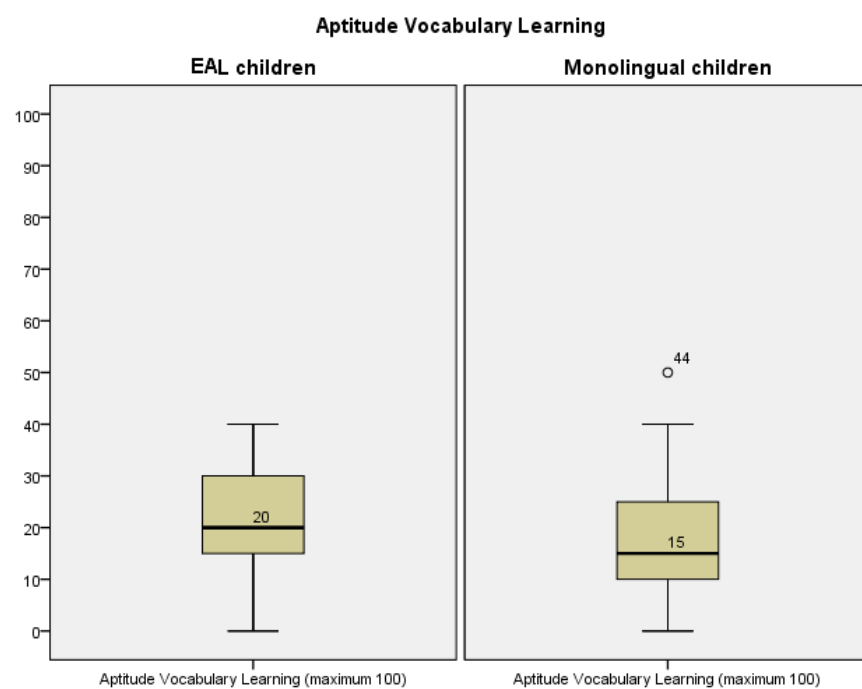 Aptitude Vocabulary Learning
EAL children
Monolingual children
100
90
80
70
60
50
40
30
20
10
0
20
44
15
Aptitude Vocabulary Learning (maximum 100)
Aptitude Vocabulary Learning (maximum 100)